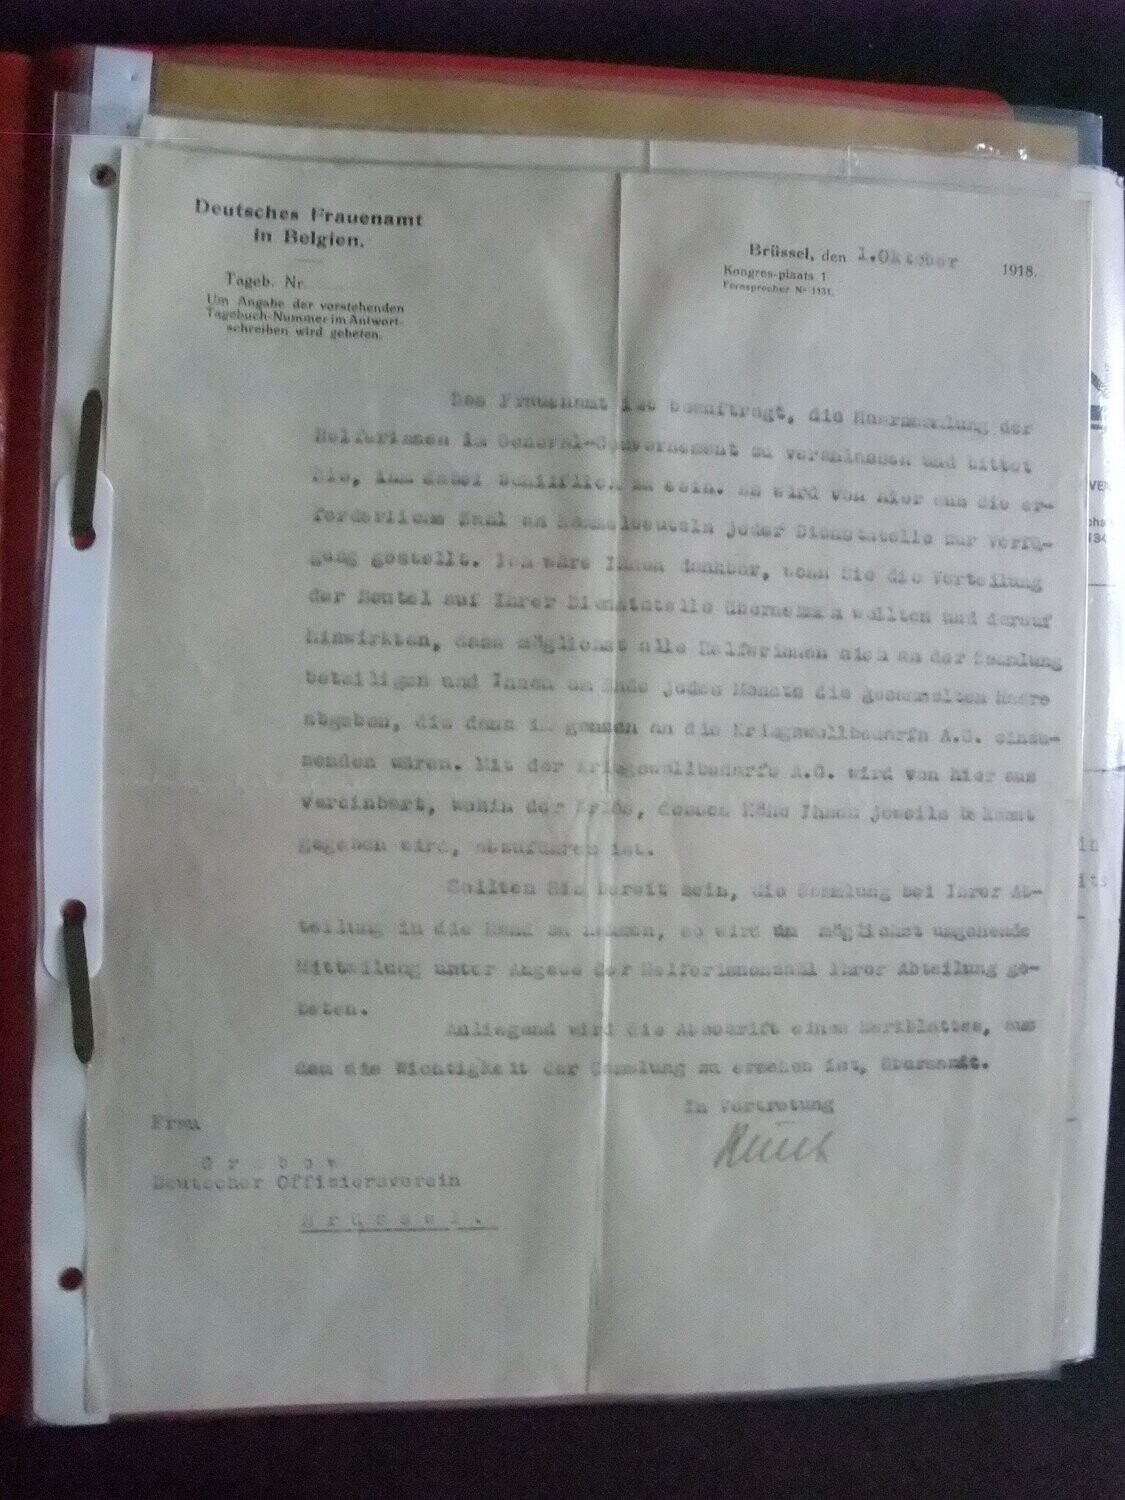 Deutsches Frauenamt
in Belgien.
Tageb. Nr.
Um Angabe der vorstehenden
Tagebuch-Nummer im Antwort-
schreiben wird gebeten.
Brüssel, den 1.Oktober 1918.
Kongres-plaats 1
Fernsprecher Nº 1131.
Das Frauenamt ist beauftragt, die Haarsammlung der
Helferinnen im General-Gouvernement zu veranlassen und bittet
Sie, ihm dabei behilflich zu sein. Es wird von hier aus die er-
forderliche Zahl an Sammelbeuteln jeder Dienststelle zur Verfü-
gung gestellt. Ich wäre Ihnen dankbar, wenn Sie die Verteilung
der Beutel auf Ihrer Dienststelle übernehmen wollten und darauf
hinwirkten, dass möglichst alle Helferinnen sich an der Sammlung
beteiligen und Ihnen am Ende jedes Monats die gesammelten Haare
abgeben, die dann im ganzen an die Kriegswollbedarfs A.G. einzu-
senden wären. Mit der Kriegswollbedarfs A.G. wird von hier aus
vereinbart, wohin der Erlös, dessen Höhe Ihnen jeweils bekannt
gegeben wird, abzuführen ist.
Sollten Sie bereit sein, die Sammlung bei Ihrer Ab-
teilung in die Hand zu nehmen, so wird um möglichst umgehende
Mitteilung unter Angabe der Helferinnenzahl Ihrer Abteilung ge-
beten.
Anliegend wird die Abschrift eines Merkblattes, aus
dem die Wichtigkeit der Sammlung zu ersehen ist, übersandt.
In Vertretung
Frau
Grabow
Deutscher Offiziersverein
Brüssel.